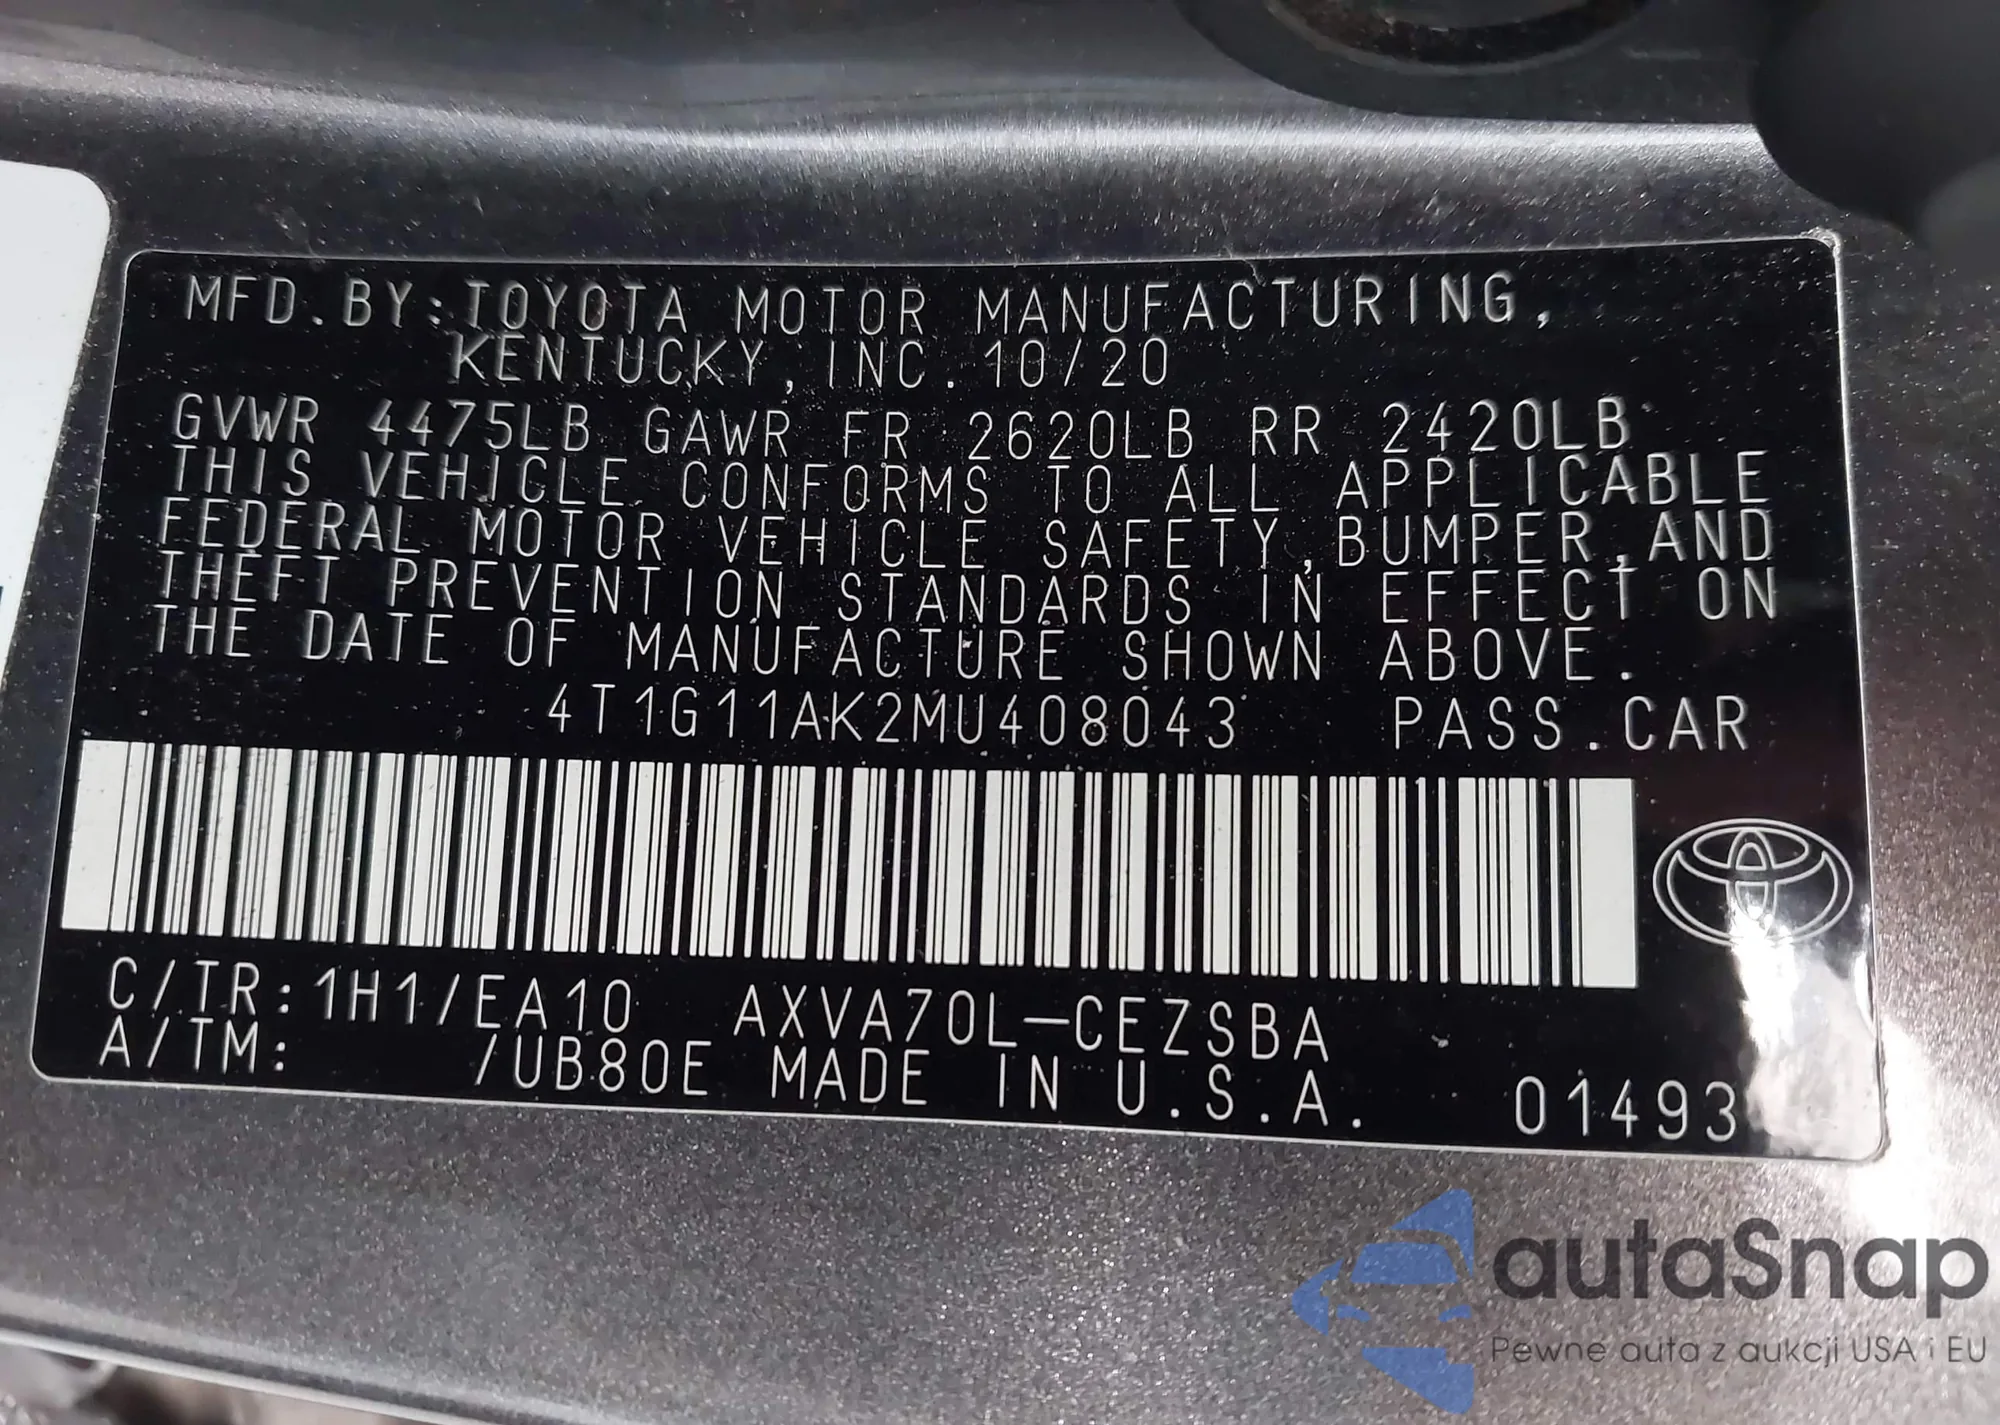 MFD. BY: TOYOTA MOTOR MANUFACTURING,
KENTUCKY, INC. 10/20
GVWR 4475LB GAWR FR 2620LB RR 2420LB
THIS VEHICLE CONFORMS TO ALL APPLICABLE
FEDERAL MOTOR VEHICLE SAFETY, BUMPER, AND
THEFT PREVENTION STANDARDS IN EFFECT ON
THE DATE OF MANUFACTURE SHOWN ABOVE.
4T1G11AK2MU408043 PASS. CAR
C/TR: 1H1/EA10 AXVA70L-CEZSBA
A/TM: /UB80E MADE IN U.S.A. 01493
autaSnap
Pewne auta z aukcji USA i EU